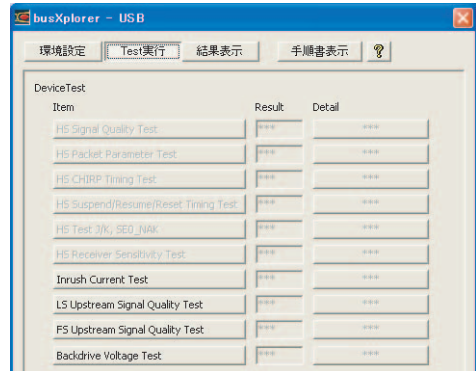 busXplorer - USB
環境設定 Test実行 結果表示 手順書表示 ?
DeviceTest
Item Result Detail
HS Signal Quality Test *** ***
HS Packet Parameter Test *** ***
HS CHIRP Timing Test *** ***
HS Suspend/Resume/Reset Timing Test *** ***
HS Test J/K, SE0_NAK *** ***
HS Receiver Sensitivity Test *** ***
Inrush Current Test *** ***
LS Upstream Signal Quality Test *** ***
FS Upstream Signal Quality Test *** ***
Backdrive Voltage Test *** ***